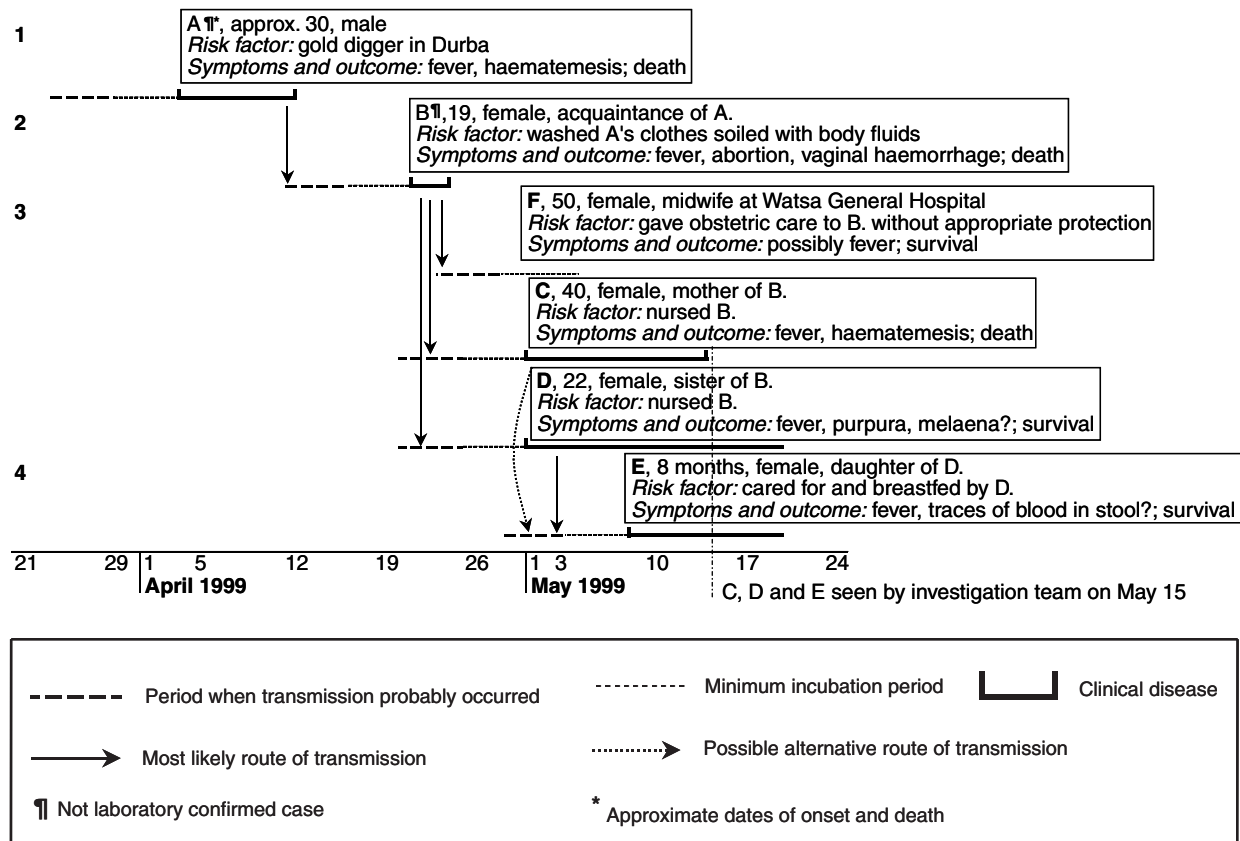 1
A¶*, approx. 30, male
Risk factor: gold digger in Durba
Symptoms and outcome: fever, haematemesis; death
2
B¶,19, female, acquaintance of A.
Risk factor: washed A's clothes soiled with body fluids
Symptoms and outcome: fever, abortion, vaginal haemorrhage; death
3
F, 50, female, midwife at Watsa General Hospital
Risk factor: gave obstetric care to B. without appropriate protection
Symptoms and outcome: possibly fever; survival
C, 40, female, mother of B.
Risk factor: nursed B.
Symptoms and outcome: fever, haematemesis; death
D, 22, female, sister of B.
Risk factor: nursed B.
Symptoms and outcome: fever, purpura, melaena?; survival
4
E, 8 months, female, daughter of D.
Risk factor: cared for and breastfed by D.
Symptoms and outcome: fever, traces of blood in stool?; survival
21 29 1 5 12 19 26 1 3 10 17 24
April 1999 May 1999
C, D and E seen by investigation team on May 15
Period when transmission probably occurred
Minimum incubation period
Clinical disease
Most likely route of transmission
Possible alternative route of transmission
¶ Not laboratory confirmed case
* Approximate dates of onset and death